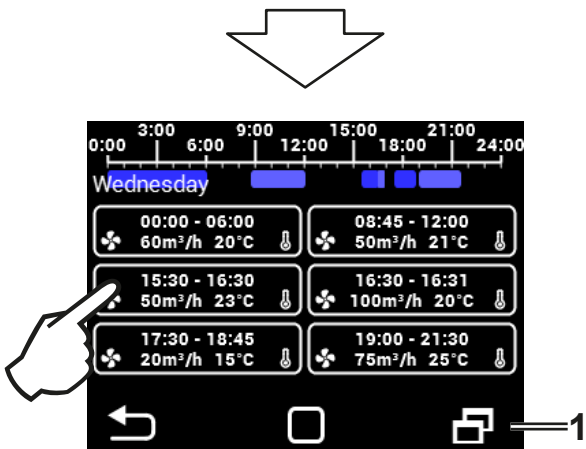 3:00 9:00 15:00 21:00
0:00 6:00 12:00 18:00 24:00
Wednesday
00:00 - 06:00
60m³/h 20°C
08:45 - 12:00
50m³/h 21°C
15:30 - 16:30
50m³/h 23°C
16:30 - 16:31
100m³/h 20°C
17:30 - 18:45
20m³/h 15°C
19:00 - 21:30
75m³/h 25°C
1